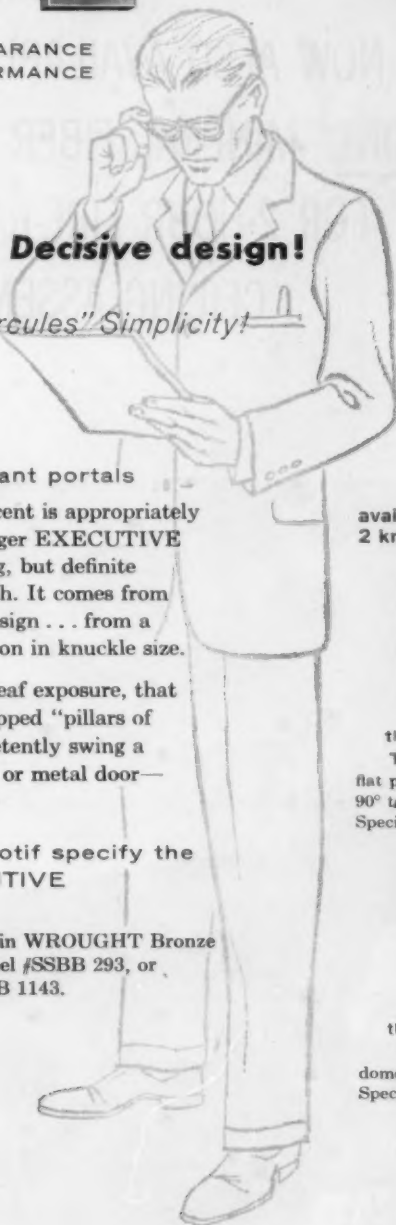 ARANCE
RMANCE
Decisive design!
rcules" Simplicity!
ant portals
cent is appropriately
ger EXECUTIVE
g, but definite
h. It comes from
sign . . . from a
on in knuckle size.
eaf exposure, that
pped "pillars of
etently swing a
or metal door—
otif specify the
UTIVE
in WROUGHT Bronze
el #SSBB 293, or
B 1143.
avai
2 kn
th
T
flat p
90° t
Speci
th
dome
Spec